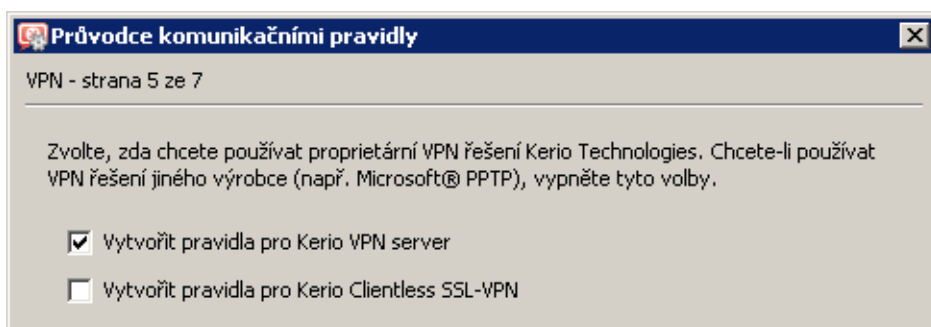 Průvodce komunikačními pravidly
VPN - strana 5 ze 7
Zvolte, zda chcete používat proprietární VPN řešení Kerio Technologies. Chcete-li používat
VPN řešení jiného výrobce (např. Microsoft® PPTP), vypněte tyto volby.
Vytvořit pravidla pro Kerio VPN server
Vytvořit pravidla pro Kerio Clientless SSL-VPN